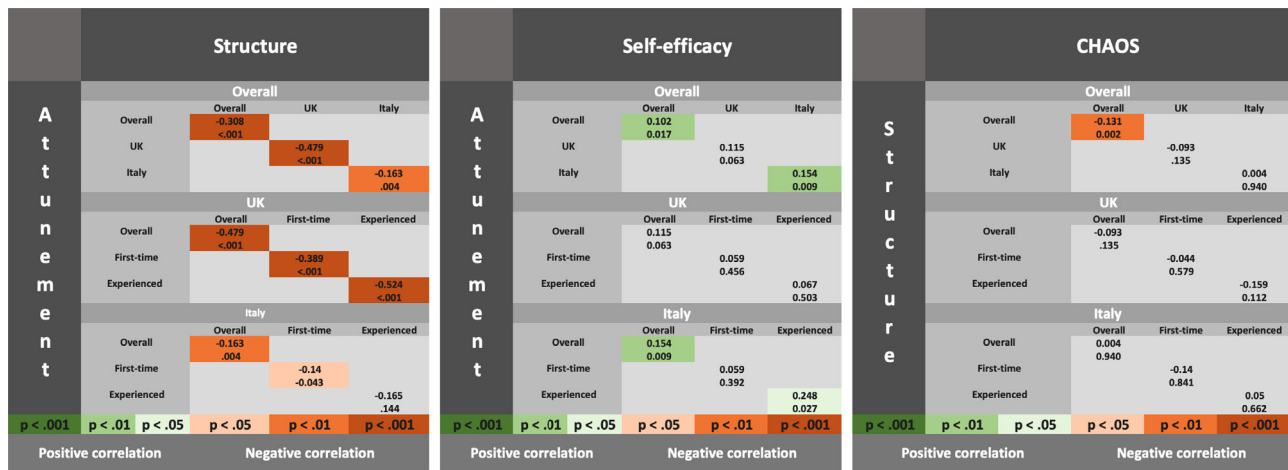 Structure
Attunement
Overall
Overall UK Italy
Overall -0.308
<.001
UK -0.479
<.001
Italy -0.163
.004
UK
Overall First-time Experienced
Overall -0.479
<.001
First-time -0.389
<.001
Experienced -0.524
<.001
Italy
Overall First-time Experienced
Overall -0.163
.004
First-time -0.14
-0.043
Experienced -0.165
.144
p < .001 p < .01 p < .05 p < .05 p < .01 p < .001
Positive correlation Negative correlation
Self-efficacy
Attunement
Overall
Overall UK Italy
Overall 0.102
0.017
UK 0.115
0.063
Italy 0.154
0.009
UK
Overall First-time Experienced
Overall 0.115
0.063
First-time 0.059
0.456
Experienced 0.067
0.503
Italy
Overall First-time Experienced
Overall 0.154
0.009
First-time 0.059
0.392
Experienced 0.248
0.027
p < .001 p < .01 p < .05 p < .05 p < .01 p < .001
Positive correlation Negative correlation
CHAOS
Structure
Overall
Overall UK Italy
Overall -0.131
0.002
UK -0.093
.135
Italy 0.004
0.940
UK
Overall First-time Experienced
Overall -0.093
.135
First-time -0.044
0.579
Experienced -0.159
0.112
Italy
Overall First-time Experienced
Overall 0.004
0.940
First-time -0.14
0.841
Experienced 0.05
0.662
p < .001 p < .01 p < .05 p < .05 p < .01 p < .001
Positive correlation Negative correlation